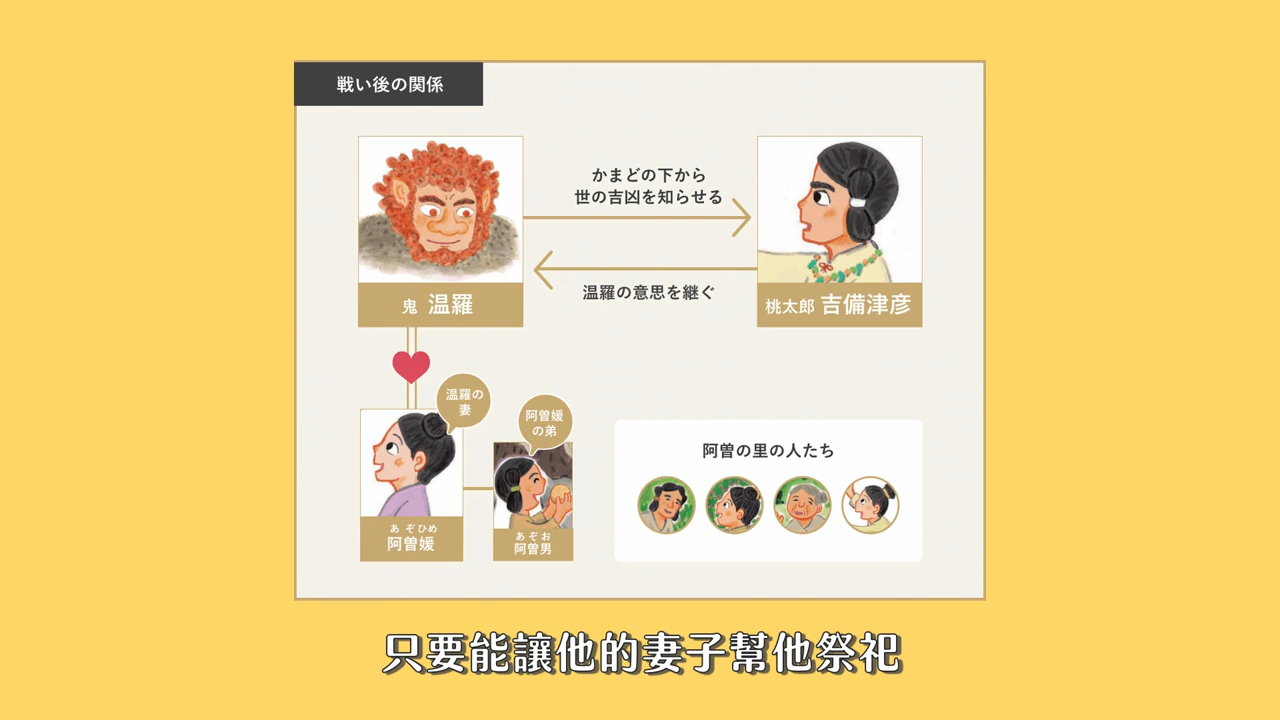 戦い後の関係
かまどの下から
世の吉凶を知らせる
温羅の意思を継ぐ
鬼 温羅
桃太郎 吉備津彦
温羅の
妻
阿曽媛
の弟
あぞひめ
阿曽媛
あぞお
阿曽男
阿曽の里の人たち
只要能讓他的妻子幫他祭祀